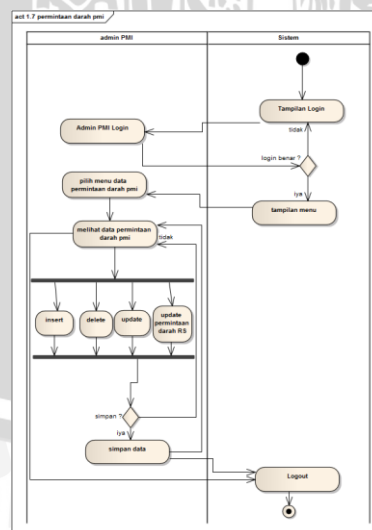 act 1.7 permintaan darah pmi
admin PMI
Sistem
Tampilan Login
Admin PMI Login
tidak
login benar ?
iya
pilih menu data
permintaan darah pmi
tampilan menu
melihat data permintaan
darah pmi
tidak
insert
delete
update
update
permintaan
darah RS
simpan ?
iya
simpan data
Logout